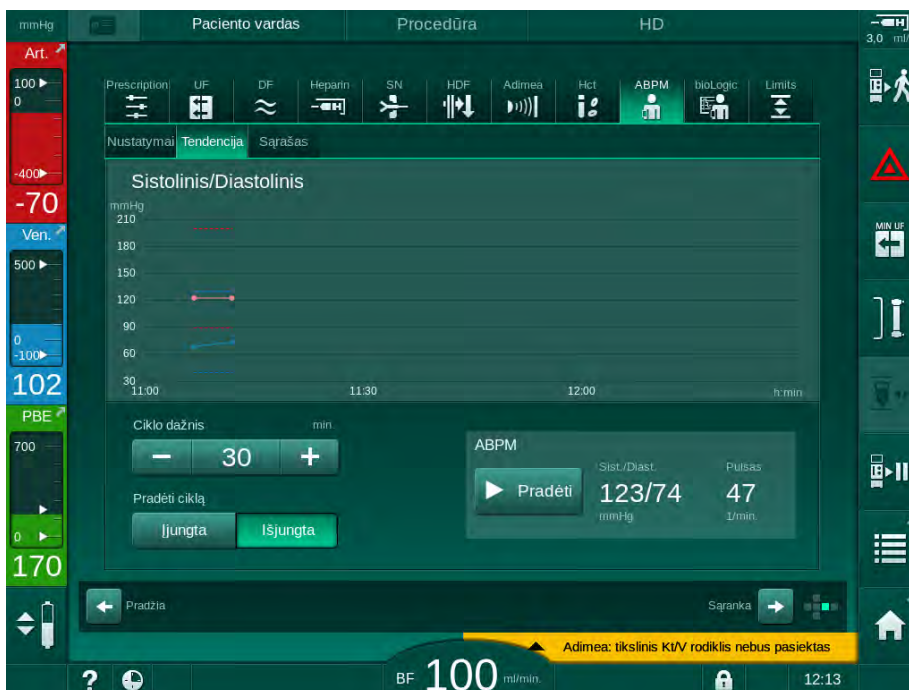 mmHg
Paciento vardas
Procedūra
HD
3,0 ml/
Art.
100
0
-400
-70
Ven.
500
0
-100
102
PBE
700
0
170
Prescription
UF
DF
Heparin
SN
HDF
Adimea
Hct
ABPM
bioLogic
Limits
Nustatymai
Tendencija
Sąrašas
Sistolinis/Diastolinis
mmHg
210
180
150
120
90
60
30
11:00
11:30
12:00
h:min
Ciklo dažnis
min.
30
Pradėti ciklą
Įjungta
Išjungta
ABPM
Pradėti
Sist./Diast.
123/74
mmHg
Pulsas
47
1/min.
MIN UF
Pradžia
Sąranka
Adimea: tikslinis Kt/V rodiklis nebus pasiektas
?
BF 100 ml/min.
12:13